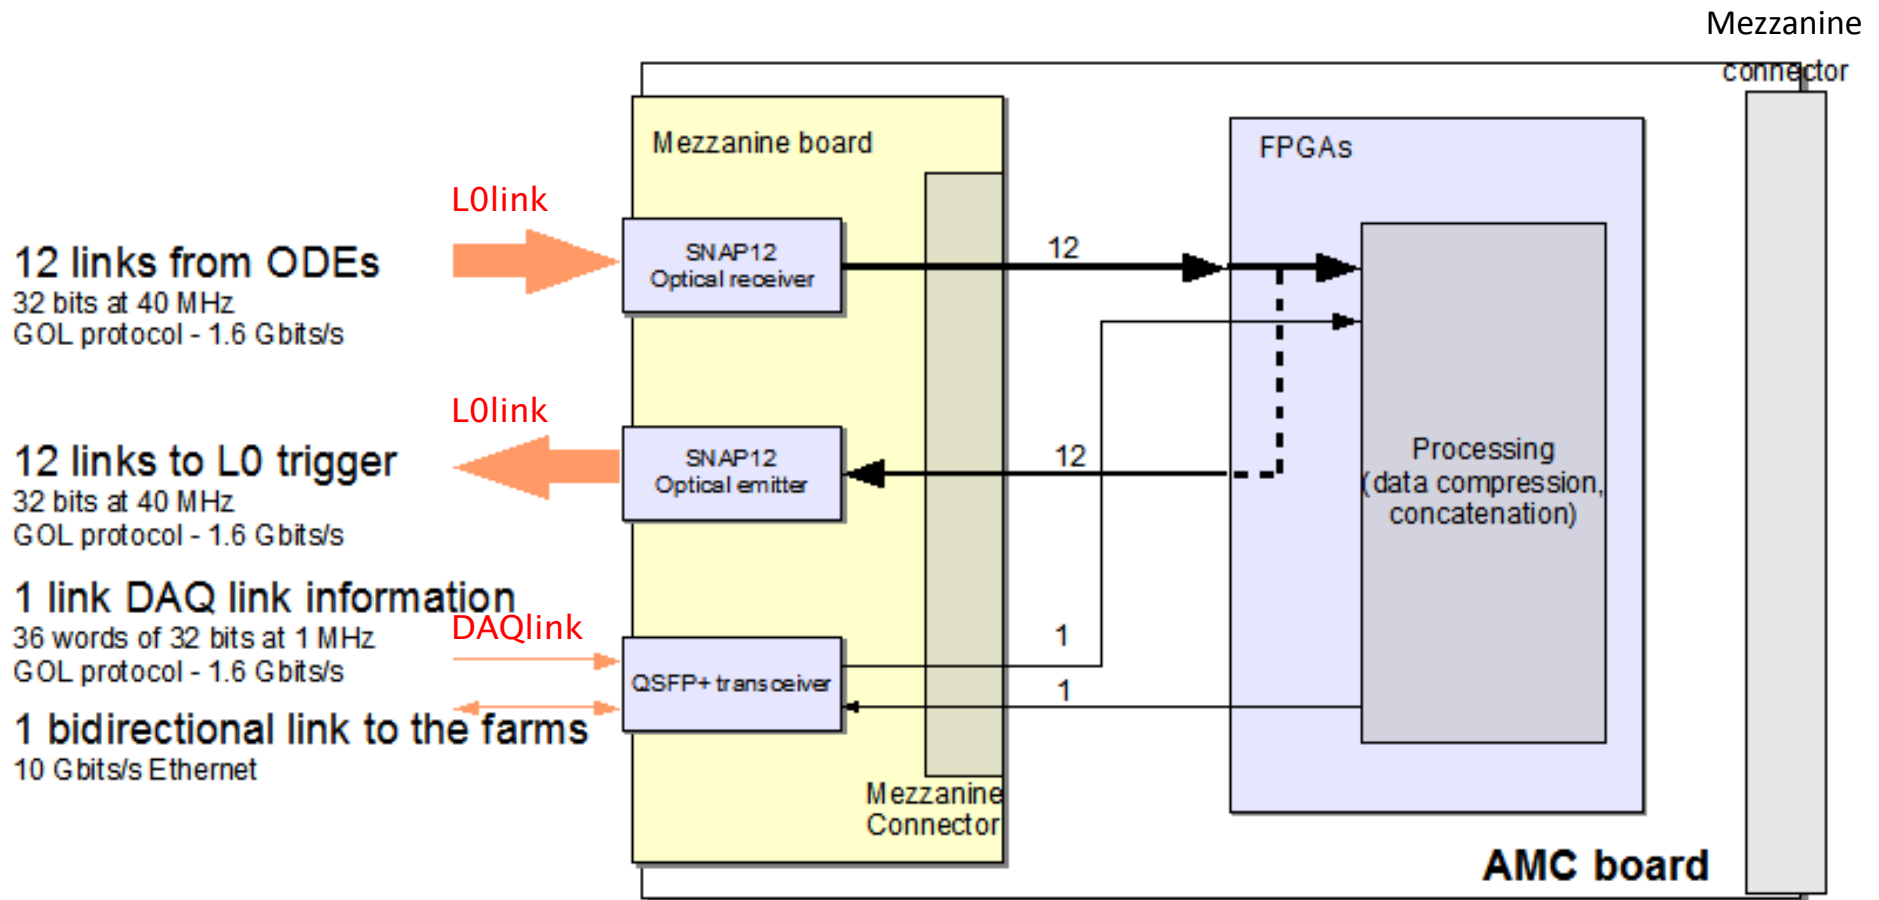 Mezzanine
connector
Mezzanine board
FPGAs
L0link
12 links from ODEs
32 bits at 40 MHz
GOL protocol - 1.6 Gbits/s
SNAP12
Optical receiver
12
L0link
12 links to L0 trigger
32 bits at 40 MHz
GOL protocol - 1.6 Gbits/s
SNAP12
Optical emitter
12
Processing
(data compression,
concatenation)
1 link DAQ link information
36 words of 32 bits at 1 MHz
GOL protocol - 1.6 Gbits/s
DAQlink
QSFP+ transceiver
1
1
1 bidirectional link to the farms
10 Gbits/s Ethernet
Mezzanine
Connector
AMC board